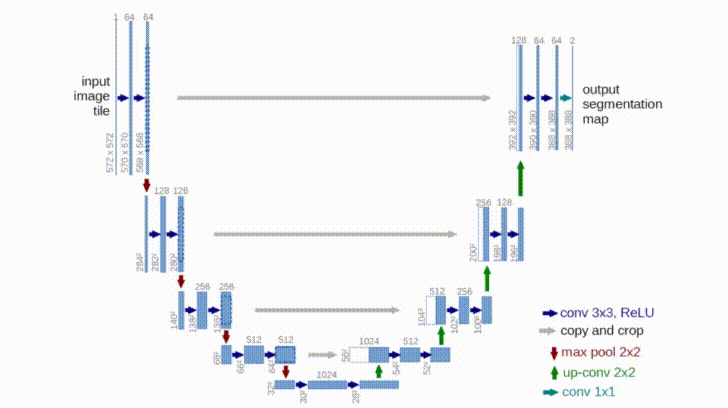 1 64 64
128 64 64 2
input
image
tile
output
segmentation
map
572 x 572
570 x 570
568 x 568
392 x 392
390 x 390
388 x 388
388 x 388
128 128
256 128
284²
282²
280²
200²
198²
196²
256 256
512 256
140²
138²
136²
104²
102²
100²
512 512
1024 512
68²
66²
64²
56²
54²
52²
1024
32²
30²
28²
conv 3x3, ReLU
copy and crop
max pool 2x2
up-conv 2x2
conv 1x1